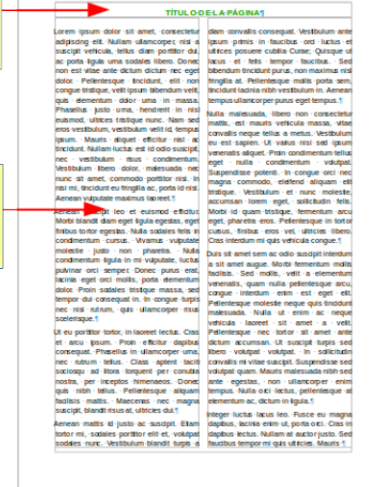 TÍTULO·DE·LA·PÁGINA¶
Lorem ipsum dolor sit amet, consectetur
adipiscing elit. Nullam ullamcorper, nisi a
suscipit vehicula, tellus diam porttitor dui,
ac porta ligula urna sodales libero. Donec
non est vitae ante dictum dictum nec eget
dolor. Pellentesque tincidunt, elit non
congue tristique, velit ipsum bibendum velit,
quis elementum dolor urna in massa.
Phasellus justo urna, hendrerit in nisl
euismod, ultrices tristique nunc. Nam sed
eros vestibulum, vestibulum velit id, tempus
ipsum. Mauris aliquet efficitur nisl ac
tincidunt. Nullam luctus est id odio suscipit,
nec vestibulum risus condimentum.
Vestibulum libero dolor, malesuada nec
nunc sit amet, commodo porttitor nisl. In
nisl mi, tincidunt eu fringilla ac, porta id nisi.
Aenean vulputate maximus laoreet.¶
Aenean suscipit leo et euismod efficitur.
Morbi blandit diam eget ligula egestas, eget
finibus tortor egestas. Nulla sodales felis in
condimentum cursus. Vivamus vulputate
molestie justo non pharetra. Nulla
condimentum ligula in mi vulputate, luctus
pulvinar orci semper. Donec purus erat,
lacinia eget orci mollis, porta elementum
dolor. Proin sodales tristique massa, sed
tempor dui consequat in. In congue turpis
nec nisi rutrum, quis ullamcorper risus
scelerisque.¶
Ut eu porttitor tortor, in laoreet lectus. Cras
et arcu ipsum. Proin efficitur dapibus
consequat. Phasellus in ullamcorper urna,
nec rutrum tellus. Class aptent taciti
sociosqu ad litora torquent per conubia
nostra, per inceptos himenaeos. Donec
quis nibh tellus. Pellentesque aliquam
facilisis mattis. Maecenas nec magna
suscipit, blandit risus at, ultricies dui.¶
Aenean mattis id justo ac suscipit. Etiam
tortor mi, sodales porttitor elit et, volutpat
sodales nunc. Vestibulum blandit turpis a
diam convallis consequat. Vestibulum ante
ipsum primis in faucibus orci luctus et
ultrices posuere cubilia Curae; Quisque ut
lacus et felis tempor faucibus. Sed
bibendum tincidunt purus, non maximus nisl
fringilla at. Pellentesque mollis porta sem,
tincidunt lacinia nibh vestibulum in. Aenean
tempus ullamcorper purus eget tempus.¶
Nulla malesuada, libero non consectetur
mattis, est mauris vehicula massa, vitae
convallis neque tellus a metus. Vestibulum
eu est sapien. Ut varius nisl sed ipsum
venenatis aliquet. Proin condimentum tellus
eget nulla condimentum volutpat.
Suspendisse potenti. In congue orci nec
magna commodo, eleifend aliquam elit
tristique. Vestibulum et nunc molestie,
accumsan lorem eget, sollicitudin felis.
Morbi id quam tristique, fermentum arcu
eget, pharetra eros. Pellentesque in tortor
cursus, finibus eros vel, ultricies libero.
Cras interdum mi quis vehicula congue.¶
Duis sit amet sem ac odio suscipit interdum
a sit amet augue. Morbi fermentum mollis
facilisis. Sed mollis, velit a elementum
venenatis, quam nulla pellentesque arcu,
congue interdum enim est eget elit.
Pellentesque molestie neque quis tincidunt
malesuada. Nulla ut enim ac neque
vehicula laoreet sit amet a velit.
Pellentesque nec tortor sit amet ante
dictum accumsan. Ut suscipit turpis sed
libero volutpat volutpat. In sollicitudin
convallis mi vitae suscipit. Suspendisse sed
volutpat quam. Mauris malesuada nibh sed
ante egestas, non ullamcorper enim
tempus. Nulla orci lectus, pellentesque at
elementum ac, dictum in ligula.¶
Integer luctus lacus leo. Fusce eu magna
dapibus, lacinia enim ut, porta orci. Cras in
dapibus lectus. Nullam at auctor justo. Sed
faucibus tempor mi quis ultricies. Mauris ¶